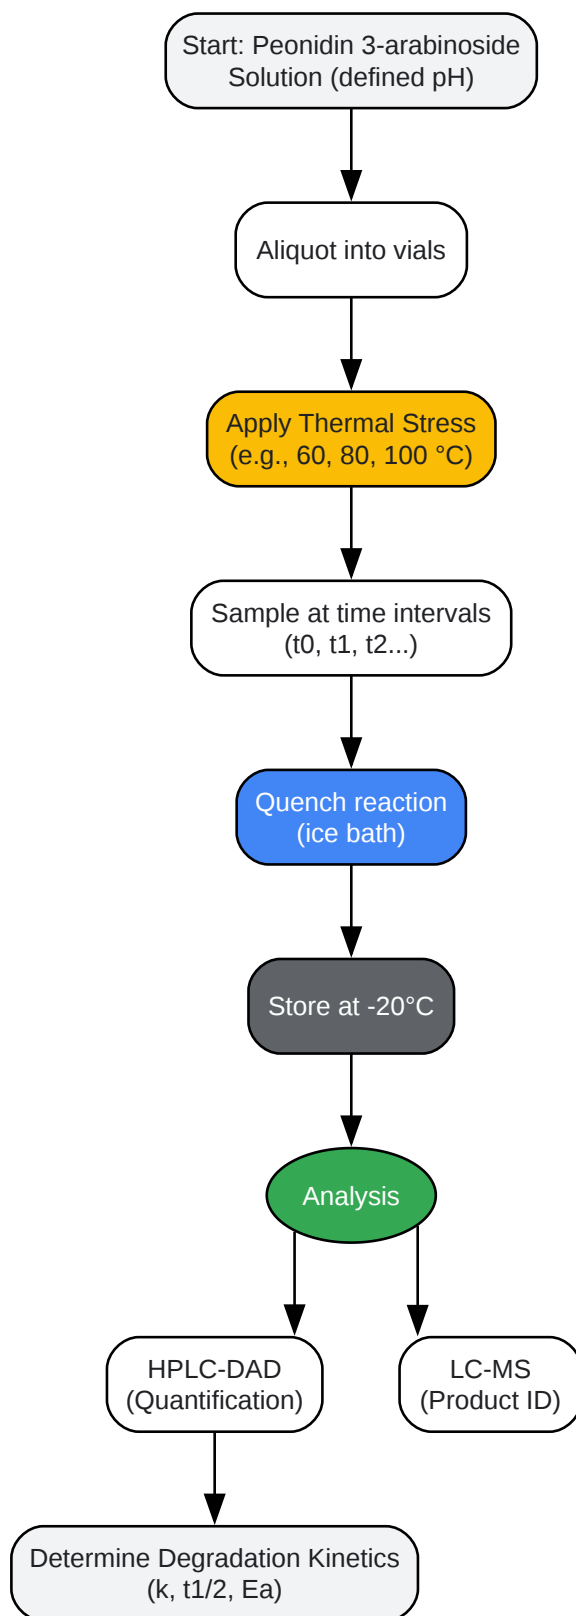 Start: Peonidin 3-arabinoside
Solution (defined pH)
Aliquot into vials
Apply Thermal Stress
(e.g., 60, 80, 100 °C)
Sample at time intervals
(t0, t1, t2...)
Quench reaction
(ice bath)
Store at -20°C
Analysis
HPLC-DAD
(Quantification)
LC-MS
(Product ID)
Determine Degradation Kinetics
(k, t1/2, Ea)